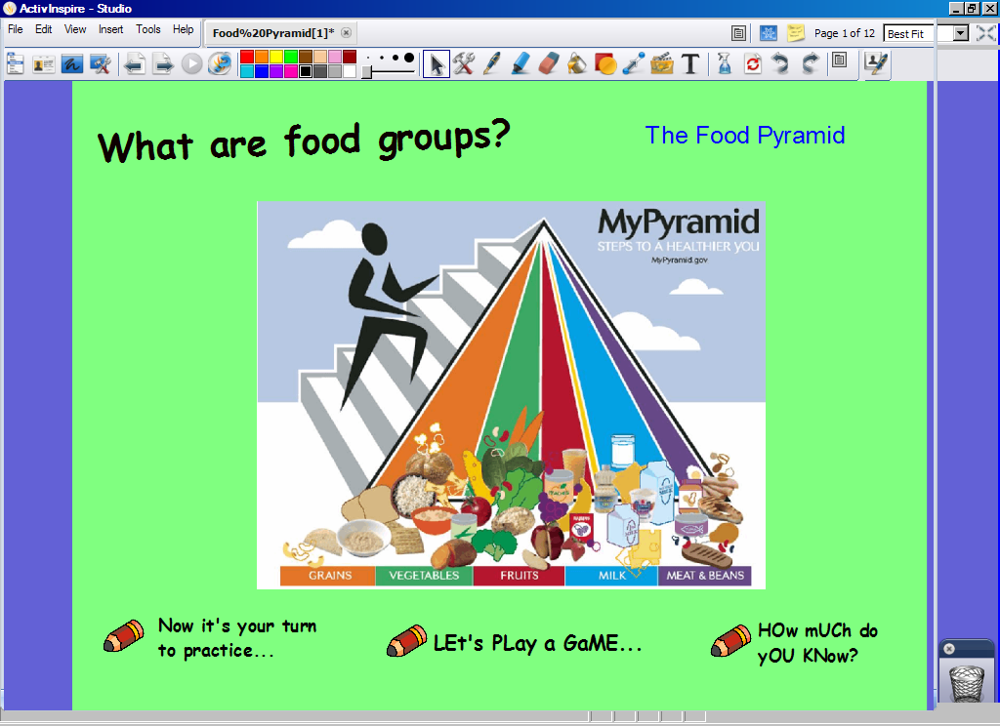 ActivInspire - Studio
File Edit View Insert Tools Help
Food%20Pyramid[1]*
Page 1 of 12
Best Fit
T
What are food groups?
The Food Pyramid
MyPyramid
STEPS TO A HEALTHIER YOU
MyPyramid.gov
GRAINS
VEGETABLES
FRUITS
MILK
MEAT & BEANS
Now it's your turn
to practice...
LEt's PLay a GaME...
HOw mUCh do
yOU KNow?